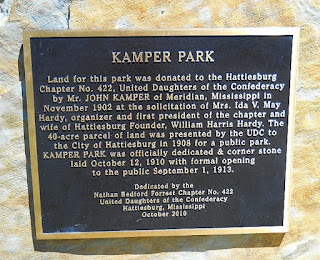 KAMPER PARK
Land for this park was donated to the Hattiesburg
Chapter No. 422, United Daughters of the Confederacy
by Mr. JOHN KAMPER of Meridian, Mississippi in
November 1902 at the solicitation of Mrs. Ida V. May
Hardy, organizer and first president of the chapter and
wife of Hattiesburg Founder, William Harris Hardy. The
40-acre parcel of land was presented by the UDC to
the City of Hattiesburg in 1908 for a public park.
KAMPER PARK was officially dedicated & corner stone
laid October 12, 1910 with formal opening
to the public September 1, 1913.
Dedicated by the
Nathan Bedford Forrest Chapter No. 422
United Daughters of the Confederacy
Hattiesburg, Mississippi
October 2010